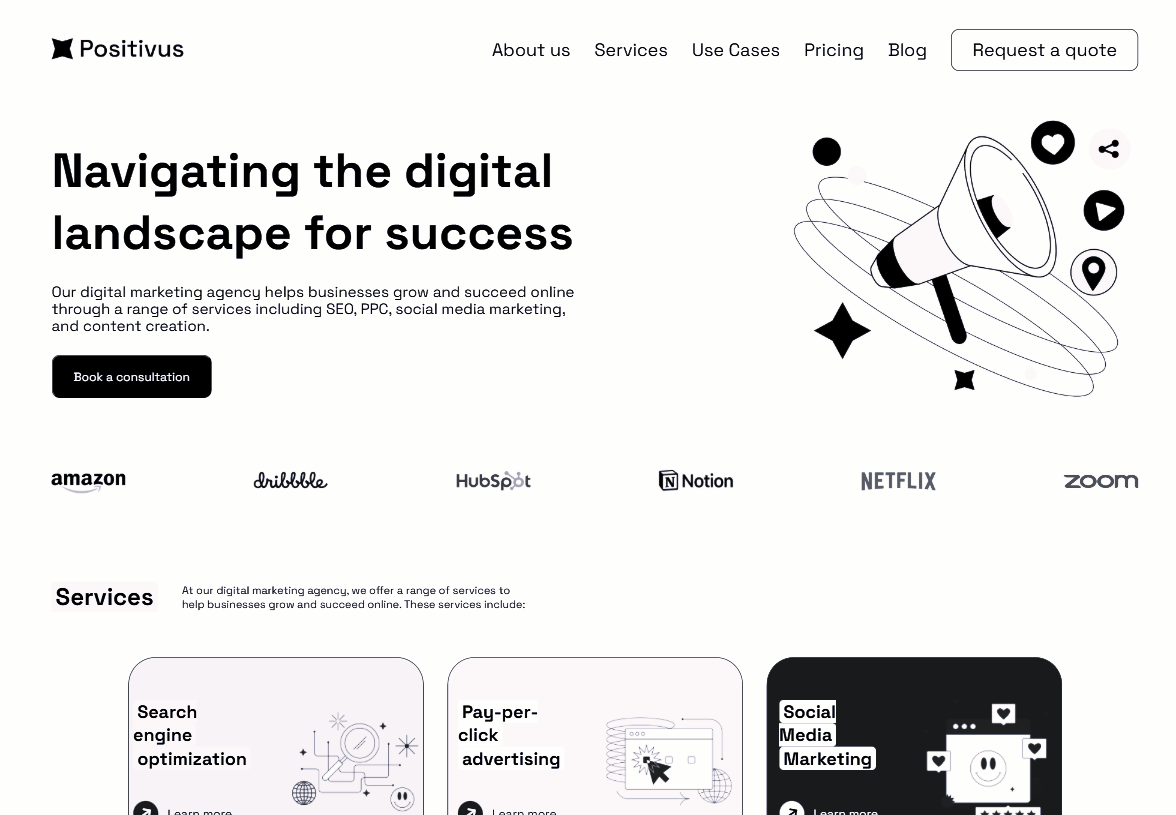 Positivus
About us Services Use Cases Pricing Blog Request a quote
Navigating the digital
landscape for success
Our digital marketing agency helps businesses grow and succeed online
through a range of services including SEO, PPC, social media marketing,
and content creation.
Book a consultation
amazon dribbble HubSpot Notion NETFLIX zoom
Services
At our digital marketing agency, we offer a range of services to
help businesses grow and succeed online. These services include:
Search
engine
optimization
Learn more
Pay-per-
click
advertising
Learn more
Social
Media
Marketing
Learn more